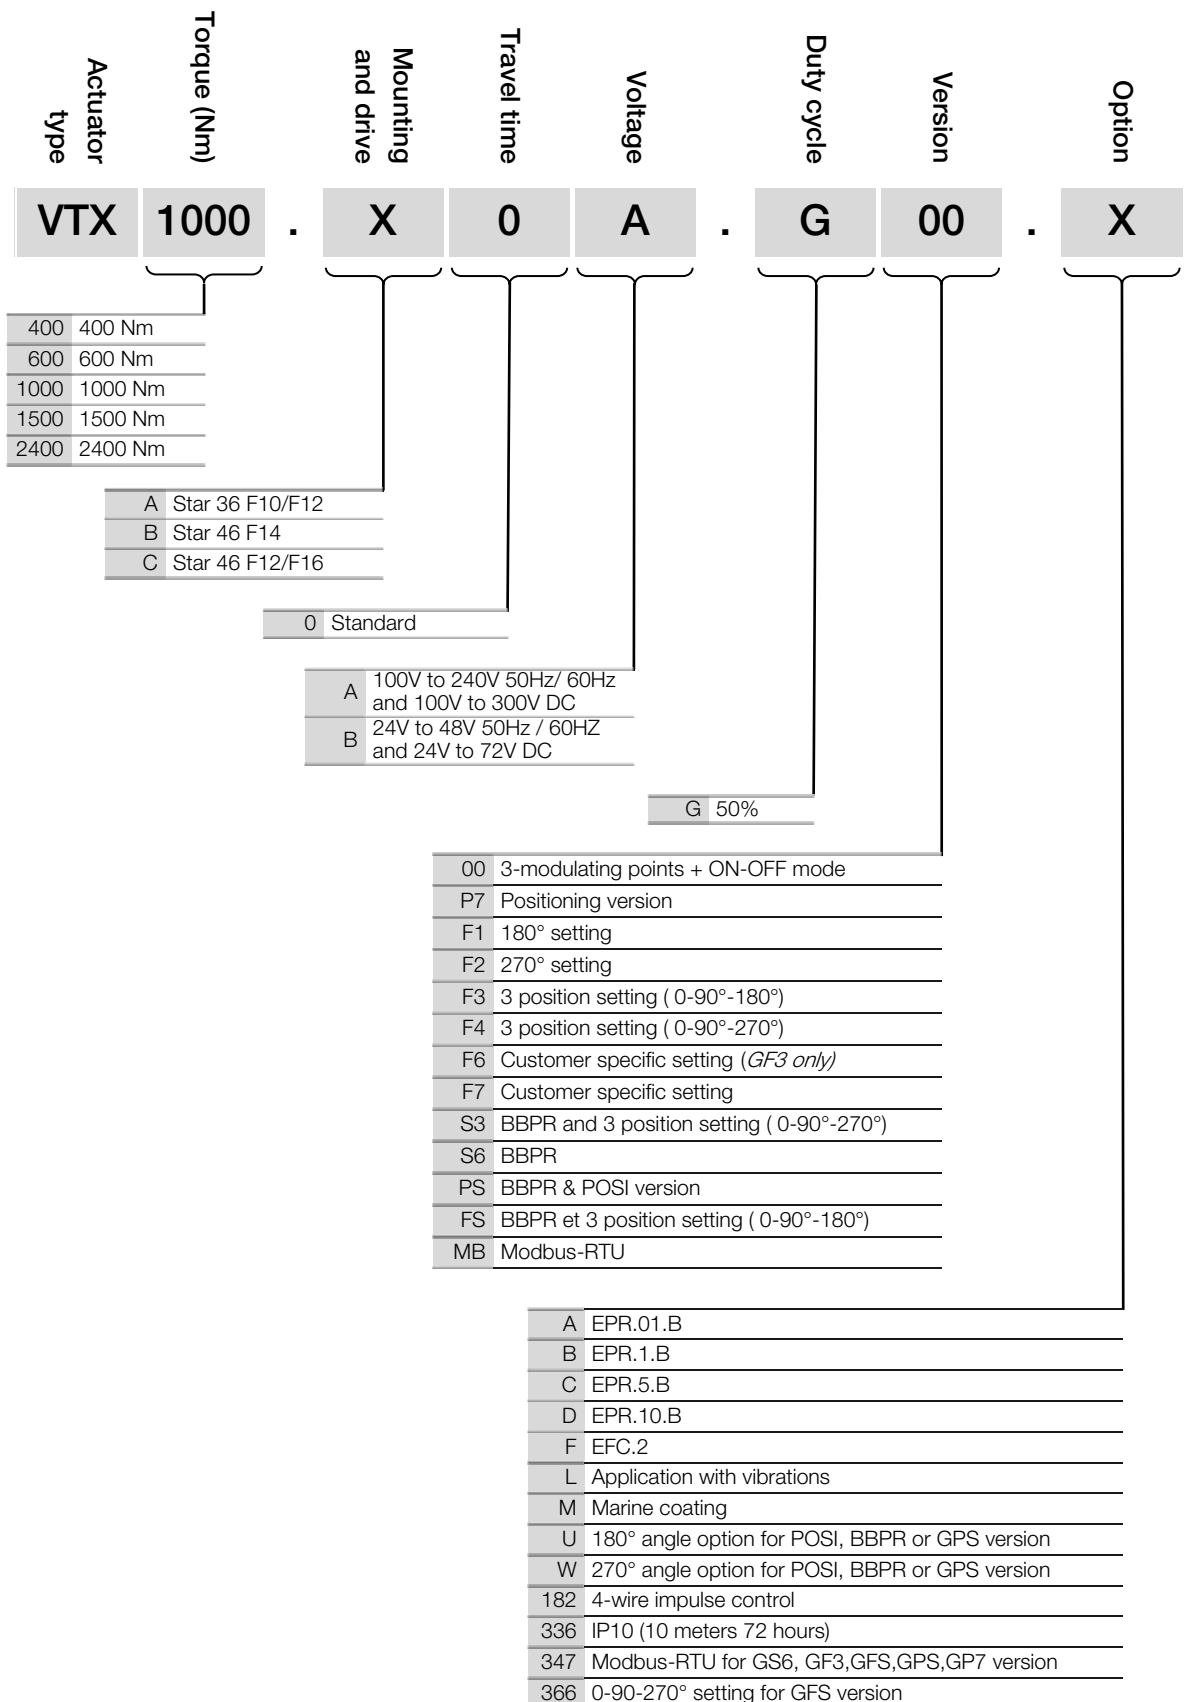 Actuator
type
Torque (Nm)
Mounting
and drive
Travel time
Voltage
Duty cycle
Version
Option
VTX 1000 . X 0 A . G 00 . X
400 400 Nm
600 600 Nm
1000 1000 Nm
1500 1500 Nm
2400 2400 Nm
A Star 36 F10/F12
B Star 46 F14
C Star 46 F12/F16
0 Standard
A 100V to 240V 50Hz/ 60Hz
and 100V to 300V DC
B 24V to 48V 50Hz / 60HZ
and 24V to 72V DC
G 50%
00 3-modulating points + ON-OFF mode
P7 Positioning version
F1 180° setting
F2 270° setting
F3 3 position setting ( 0-90°-180°)
F4 3 position setting ( 0-90°-270°)
F6 Customer specific setting (GF3 only)
F7 Customer specific setting
S3 BBPR and 3 position setting ( 0-90°-270°)
S6 BBPR
PS BBPR & POSI version
FS BBPR et 3 position setting ( 0-90°-180°)
MB Modbus-RTU
A EPR.01.B
B EPR.1.B
C EPR.5.B
D EPR.10.B
F EFC.2
L Application with vibrations
M Marine coating
U 180° angle option for POSI, BBPR or GPS version
W 270° angle option for POSI, BBPR or GPS version
182 4-wire impulse control
336 IP10 (10 meters 72 hours)
347 Modbus-RTU for GS6, GF3,GFS,GPS,GP7 version
366 0-90-270° setting for GFS version